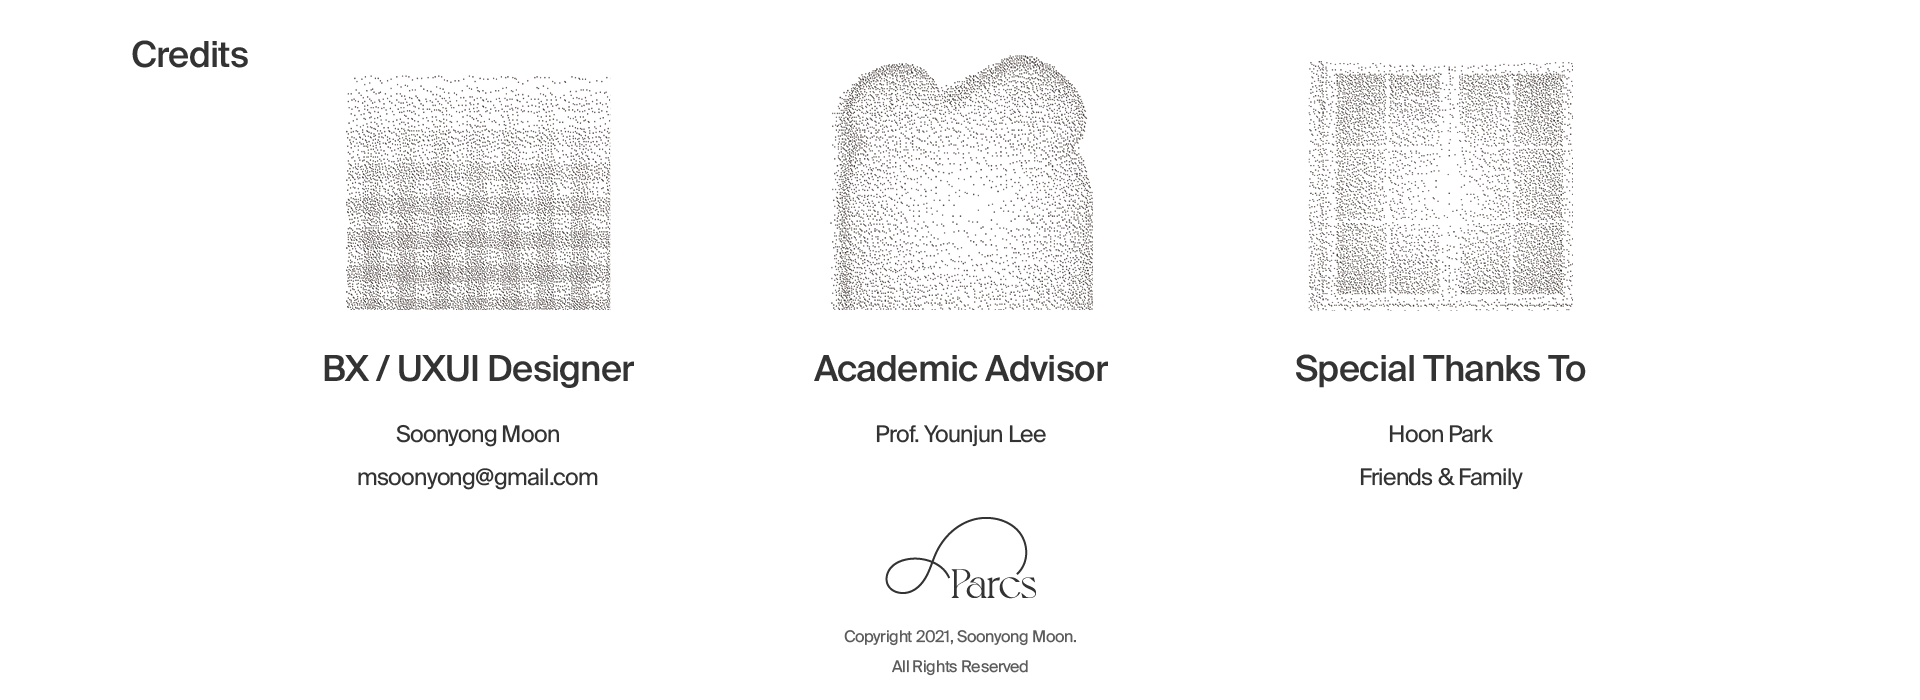 Credits
BX / UXUI Designer
Soonyong Moon
msoonyong@gmail.com
Academic Advisor
Prof. Younjun Lee
Special Thanks To
Hoon Park
Friends & Family
Parcs
Copyright 2021, Soonyong Moon.
All Rights Reserved